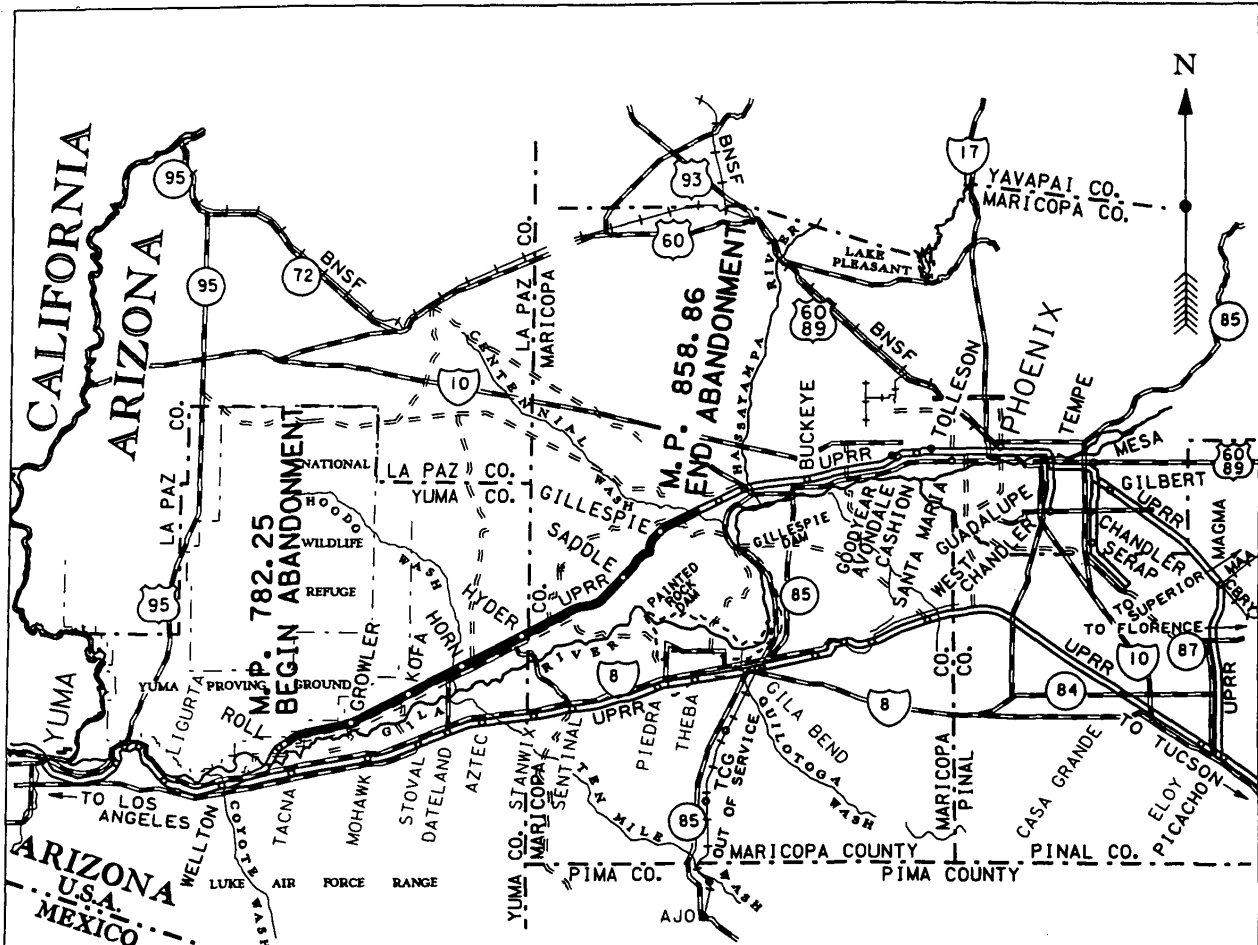 N
CALIFORNIA
ARIZONA
95
95
72
BNSF
93
BNSF
60
17
YAVAPAI CO.
MARICOPA CO.
LAKE
PLEASANT
HASSAYAMPA RIVER
60
89
BNSF
85
LA PAZ CO.
MARICOPA
CENTENNIAL
WASH
10
M.P. 858.86
END ABANDONMENT
BUCKEYE
TOLLESON
PHOENIX
TEMPE
MESA
60
89
UPRR
GILBERT
UPRR
MAGMA
CO.
LA PAZ
NATIONAL
WILDLIFE
REFUGE
LA PAZ CO.
YUMA CO.
HOODO
WASH
M.P. 782.25
BEGIN ABANDONMENT
GILLESPIE
SADDLE
UPRR
HYDER
HORN
KOFA
GROWLER
ROLL
LIGURTA
YUMA PROVING GROUND
95
YUMA
GILLESPIE
DAM
PAINTED
ROCK
DAM
85
GOODYEAR
AVONDALE
CASHION
SANTA MARIA
GUADALUPE
WEST
CHANDLER
CHANDLER
SERAP
TO
SUPERIOR
TO FLORENCE
MAA
87
10
UPRR
UPRR
84
CO.
GILA
RIVER
8
UPRR
8
TO LOS
ANGELES
WELLTON
COYOTE
WASH
TACNA
MOHAWK
STOVAL
DATELAND
AZTEC
STANWIX
SENTINAL
PIEDRA
THEBA
GILA BEND
QUILOTOGA
WASH
TCG
OUT OF SERVICE
TEN MILE
WASH
85
MARICOPA
YUMA CO.
CO.
CO.
MARICOPA
PINAL
CASA GRANDE
ELOY
PICACHO
TO TUCSON
MARICOPA COUNTY
PINAL CO.
PIMA CO.
PIMA COUNTY
LUKE AIR FORCE RANGE
AJO
ARIZONA
U.S.A.
MEXICO